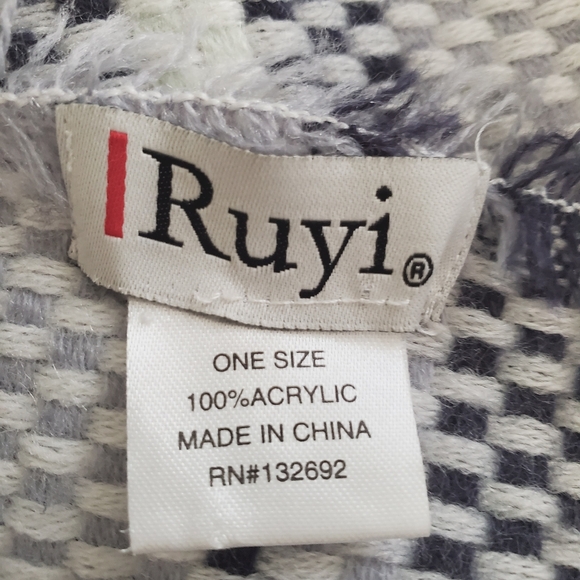 Ruyi®
ONE SIZE
100%ACRYLIC
MADE IN CHINA
RN#132692